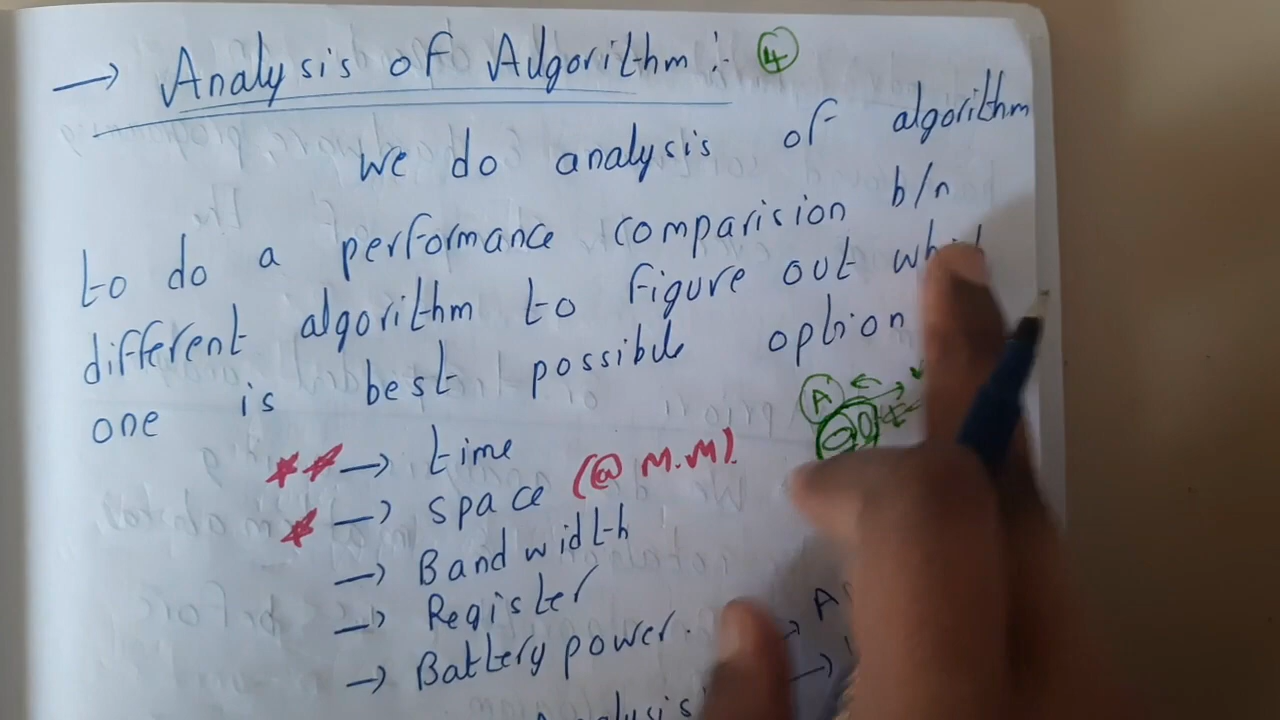 → Analysis of Algorithm :- 4
We do analysis of algorithm
to do a performance comparision b/n
different algorithm to figure out which
one is best possible option
A
** → time
* → space (@ M.M).
→ Bandwidth
→ Register
→ Battery power.
→ A